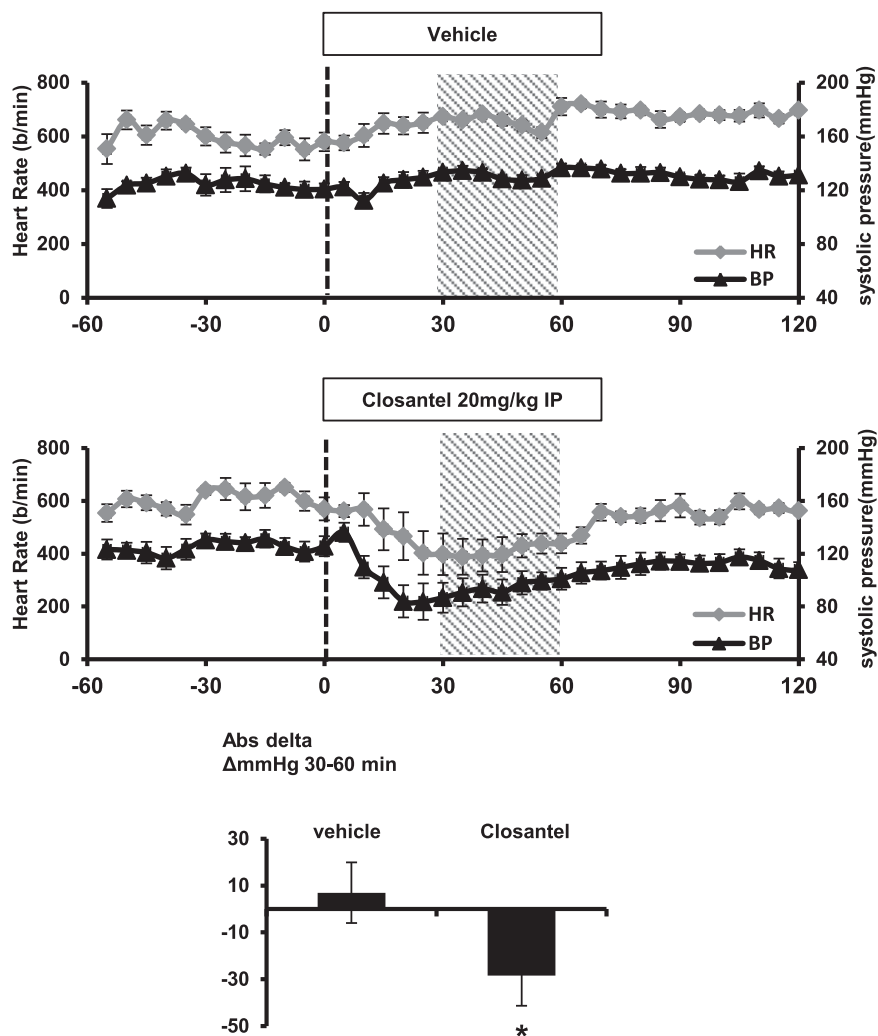 Vehicle
Heart Rate (b/min)
800
600
400
200
0
systolic pressure(mmHg)
200
160
120
80
40
HR
BP
-60 -30 0 30 60 90 120
Closantel 20mg/kg IP
Heart Rate (b/min)
800
600
400
200
0
systolic pressure(mmHg)
200
160
120
80
40
HR
BP
-60 -30 0 30 60 90 120
Abs delta
ΔmmHg 30-60 min
vehicle Closantel
30
10
-10
-30
-50
*